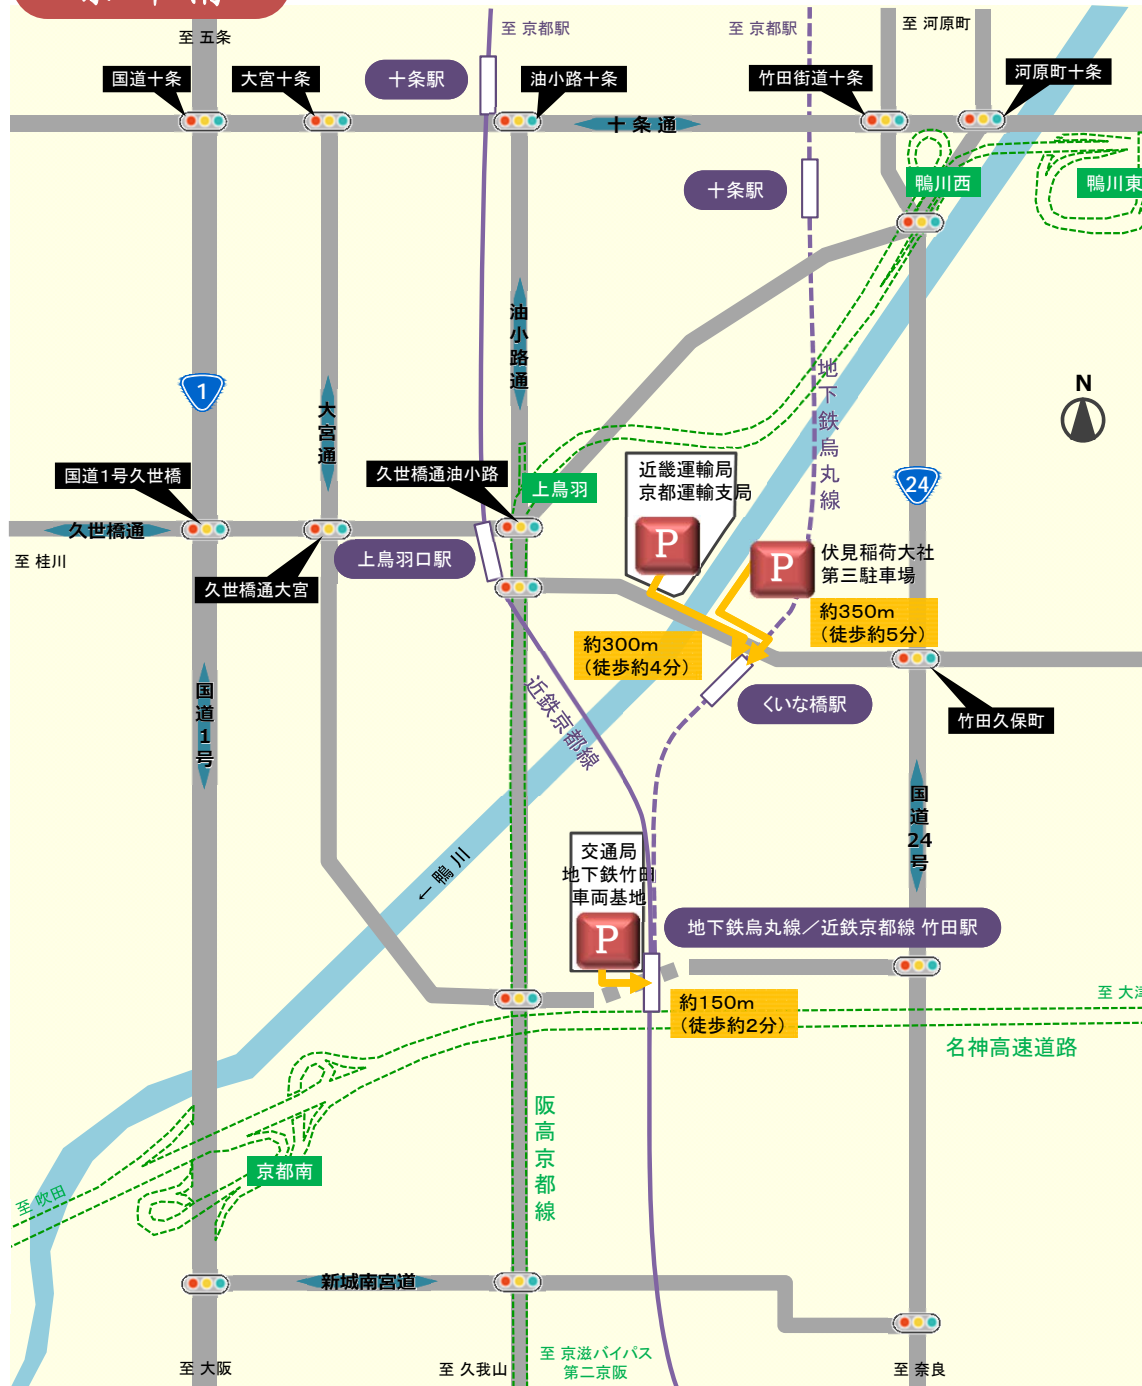 至 五条
至 京都駅
至 京都駅
至 河原町
国道十条
大宮十条
十条駅
油小路十条
竹田街道十条
河原町十条
十 条 通
十条駅
鴨川西
鴨川東
油小路通
地下鉄烏丸線
1
大宮通
N
国道1号久世橋
久世橋通油小路
上鳥羽
近畿運輸局
京都運輸支局
P
24
久世橋通
至 桂川
久世橋通大宮
上鳥羽口駅
P
伏見稲荷大社
第三駐車場
約350m
(徒歩約5分)
約300m
(徒歩約4分)
くいな橋駅
竹田久保町
国道1号
近鉄京都線
国道24号
← 鴨 川
交通局
地下鉄竹田
車両基地
P
地下鉄烏丸線／近鉄京都線 竹田駅
約150m
(徒歩約2分)
至 大津
名神高速道路
阪高京都線
京都南
至 吹田
新城南宮道
至 大阪
至 久我山
至 京滋バイパス
第二京阪
至 奈良